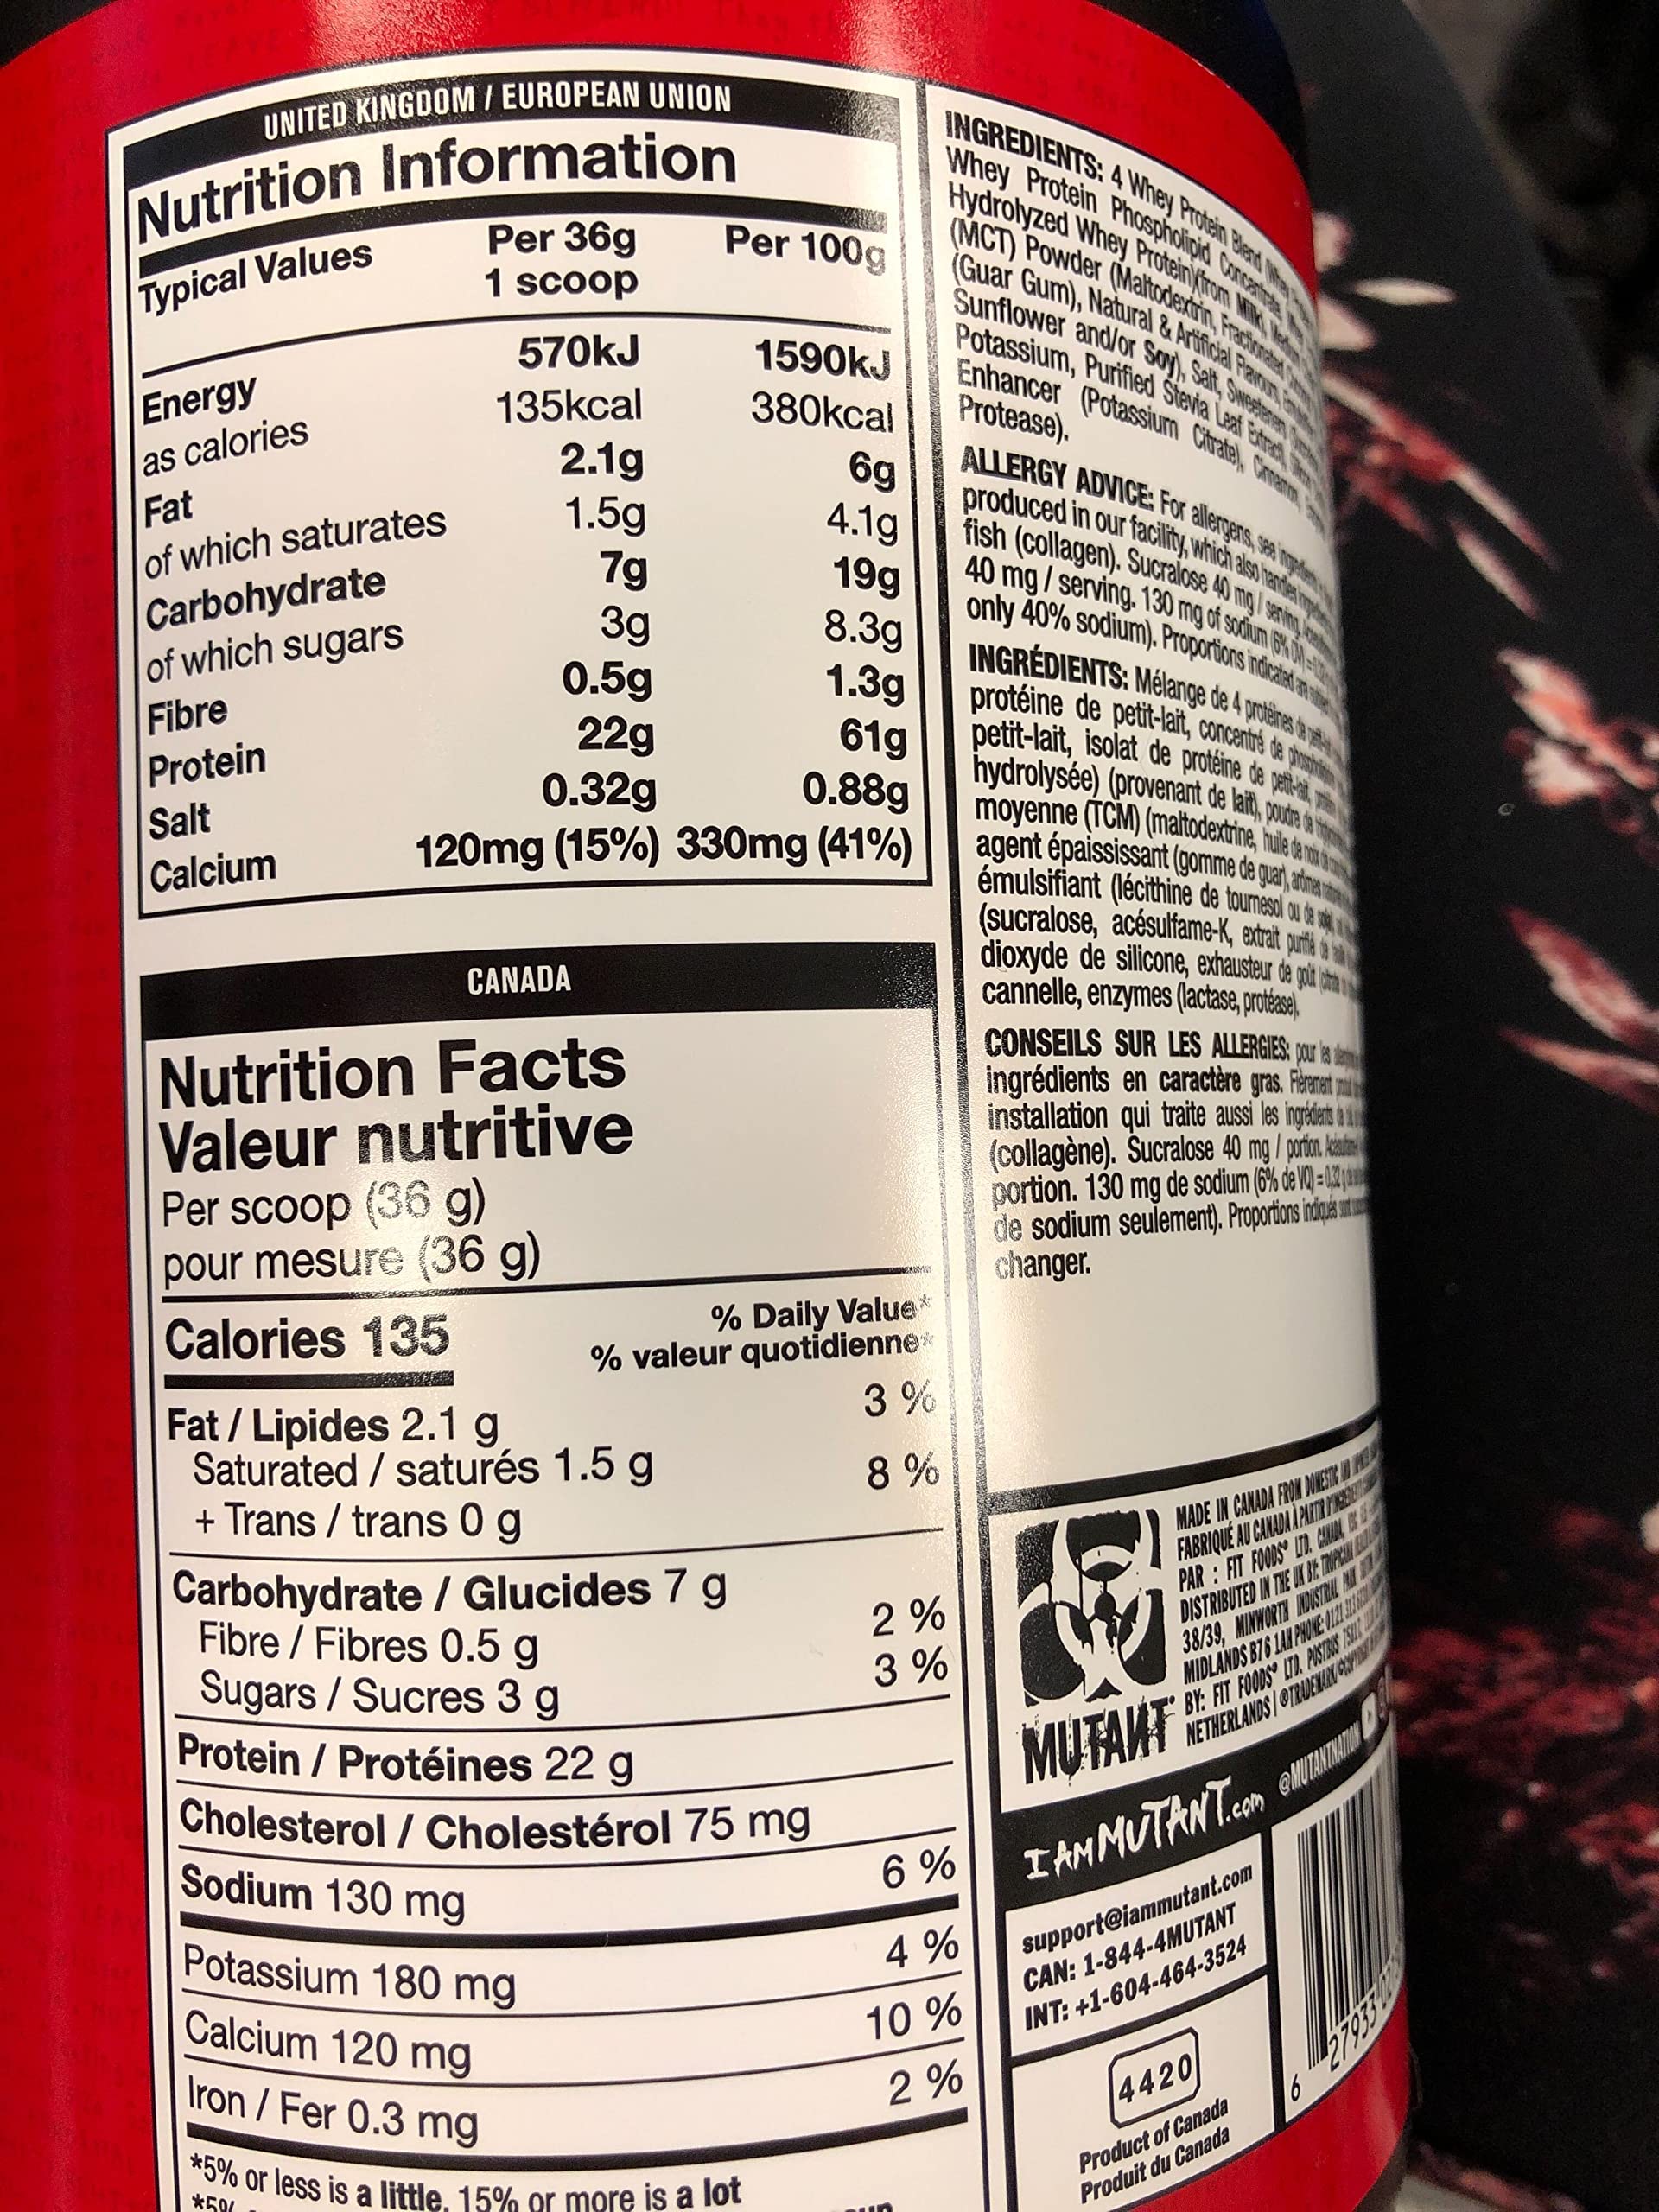 UNITED KINGDOM / EUROPEAN UNION
Nutrition Information
Typical Values Per 36g 1 scoop Per 100g
Energy 570kJ 1590kJ
as calories 135kcal 380kcal
Fat 2.1g 6g
of which saturates 1.5g 4.1g
Carbohydrate 7g 19g
of which sugars 3g 8.3g
Fibre 0.5g 1.3g
Protein 22g 61g
Salt 0.32g 0.88g
Calcium 120mg (15%) 330mg (41%)
CANADA
Nutrition Facts
Valeur nutritive
Per scoop (36 g)
pour mesure (36 g)
Calories 135
% Daily Value*
% valeur quotidienne*
Fat / Lipides 2.1 g 3 %
Saturated / saturés 1.5 g 8 %
+ Trans / trans 0 g
Carbohydrate / Glucides 7 g
Fibre / Fibres 0.5 g 2 %
Sugars / Sucres 3 g 3 %
Protein / Protéines 22 g
Cholesterol / Cholestérol 75 mg
Sodium 130 mg 6 %
Potassium 180 mg 4 %
Calcium 120 mg 10 %
Iron / Fer 0.3 mg 2 %
*5% or less is a little, 15% or more is a lot
INGREDIENTS: 4 Whey Protein Blend
Whey Protein Phospholipid Concentrate,
Hydrolyzed Whey Protein)(from Milk),
(MCT) Powder (Maltodextrin, Fractionated
(Guar Gum), Natural & Artificial Flavours,
Sunflower and/or Soy), Salt, Sweeteners
Potassium, Purified Stevia Leaf Extract),
Enhancer (Potassium Citrate), Cinnamon,
Protease).
ALLERGY ADVICE: For allergens, see
produced in our facility, which also handles
fish (collagen). Sucralose 40 mg / serving,
40 mg / serving. 130 mg of sodium (6% DV)
only 40% sodium). Proportions indicated are
INGRÉDIENTS: Mélange de 4 protéines de
protéine de petit-lait, concentré de
petit-lait, isolat de protéine de petit-lait,
hydrolysée) (provenant de lait), poudre de
moyenne (TCM) (maltodextrine, huile de noix de
agent épaississant (gomme de guar), arômes
émulsifiant (lécithine de tournesol ou de
(sucralose, acésulfame-K, extrait purifié de
dioxyde de silicone, exhausteur de goût
cannelle, enzymes (lactase, protéase).
CONSEILS SUR LES ALLERGIES: pour les
ingrédients en caractère gras. Fièrement
installation qui traite aussi les ingrédients
(collagène). Sucralose 40 mg / portion.
portion. 130 mg de sodium (6% de VQ) = 0,32 g
de sodium seulement). Proportions indiqués sont
changer.
MADE IN CANADA FROM DOMESTIC
FABRIQUÉ AU CANADA À PARTIR
PAR : FIT FOODS® LTD. CANADA,
DISTRIBUTED IN THE UK BY:
38/39, MINWORTH INDUSTRIAL
MIDLANDS B76 1AH PHONE: 0121
BY: FIT FOODS® LTD. POSTBUS
NETHERLANDS
MUTANT
IAMMUTANT.com @MUTANTNATION
support@iammutant.com
CAN: 1-844-4MUTANT
INT: +1-604-464-3524
4420
Product of Canada
Produit du Canada
6 27933